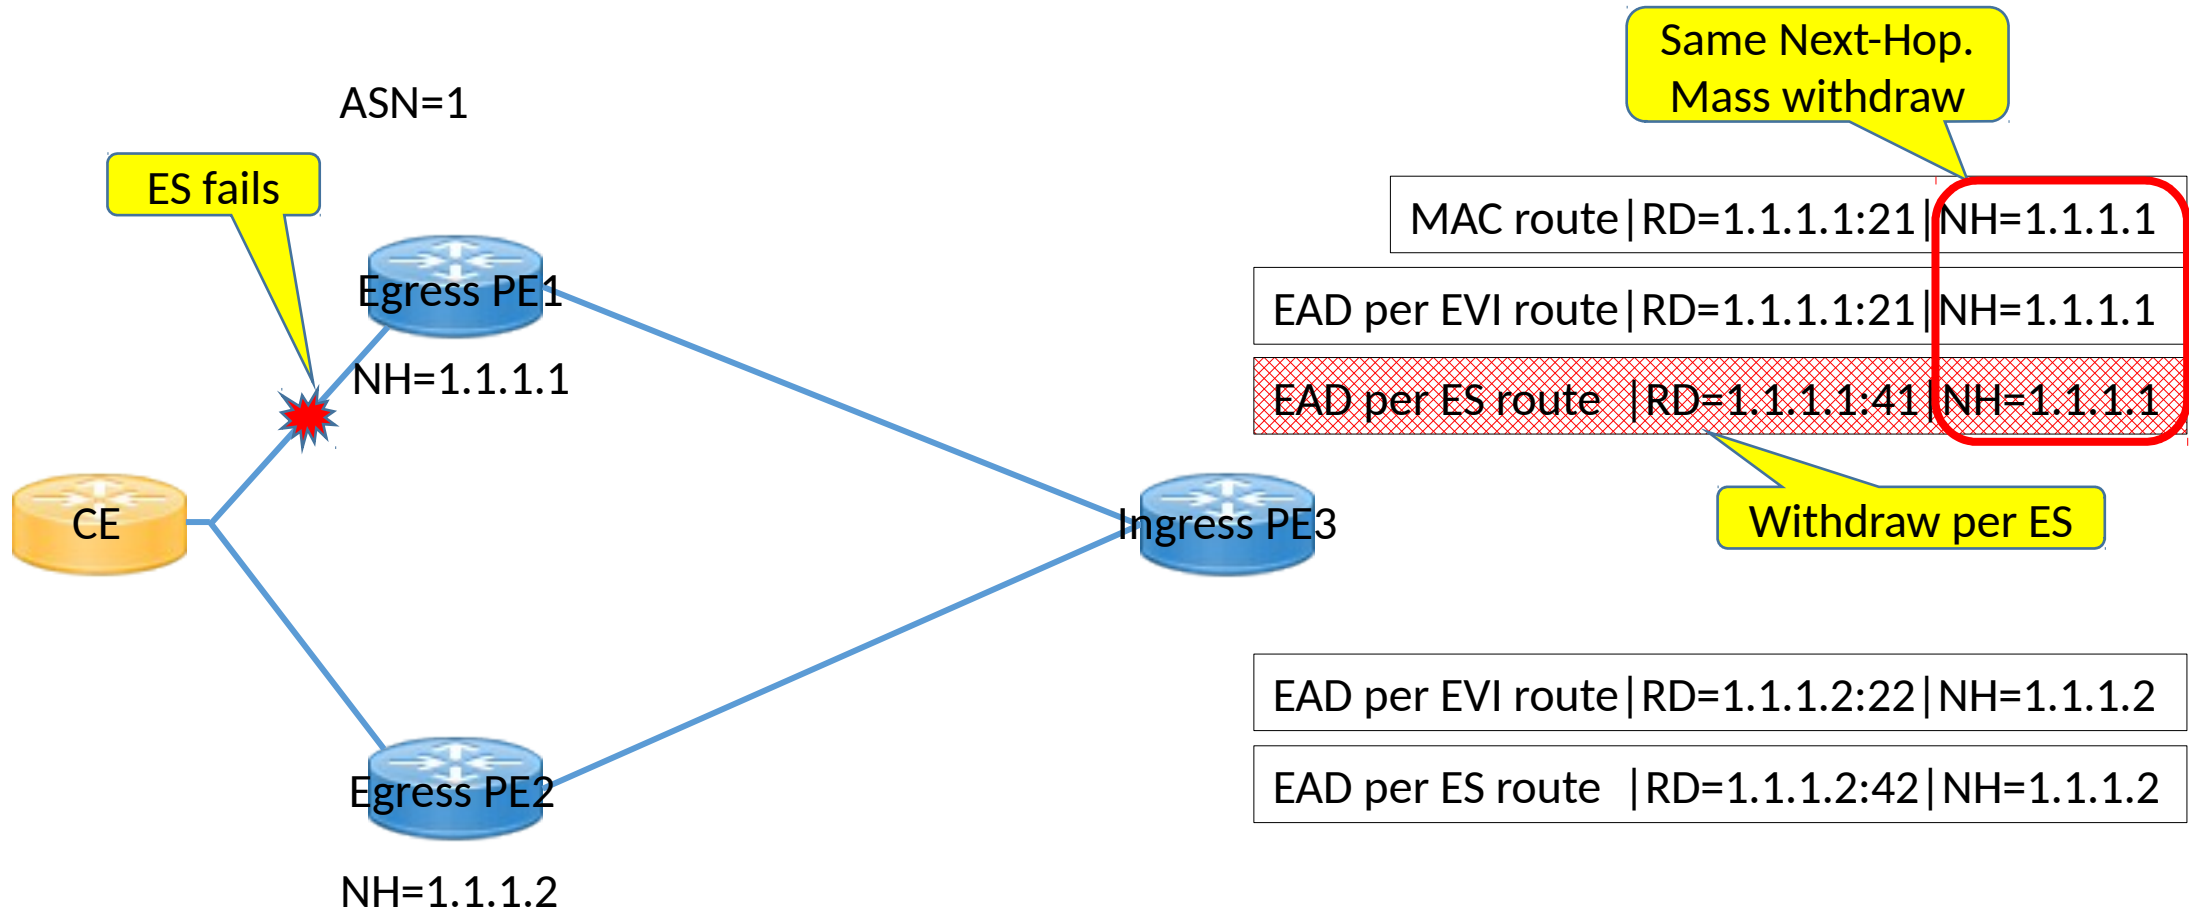 Same Next-Hop.
Mass withdraw
ASN=1
ES fails
MAC route|RD=1.1.1.1:21|NH=1.1.1.1
Egress PE1
EAD per EVI route|RD=1.1.1.1:21|NH=1.1.1.1
NH=1.1.1.1
EAD per ES route |RD=1.1.1.1:41|NH=1.1.1.1
CE
Ingress PE3
Withdraw per ES
EAD per EVI route|RD=1.1.1.2:22|NH=1.1.1.2
Egress PE2
EAD per ES route |RD=1.1.1.2:42|NH=1.1.1.2
NH=1.1.1.2